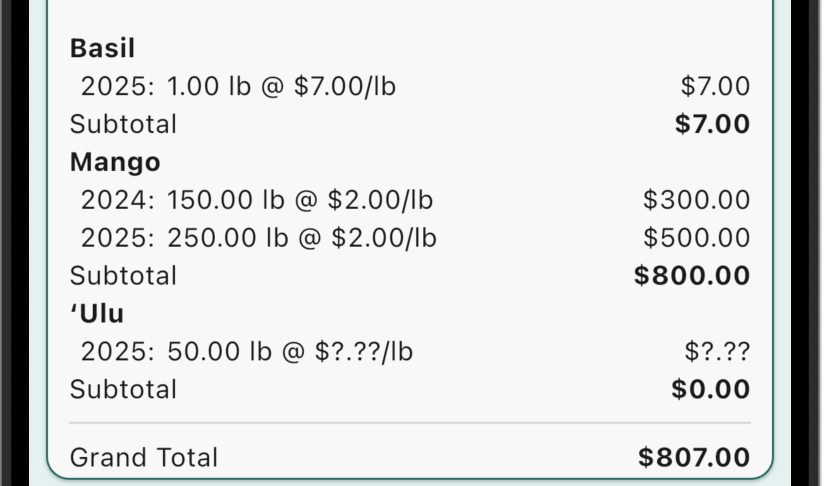 Basil
2025: 1.00 lb @ $7.00/lb $7.00
Subtotal $7.00
Mango
2024: 150.00 lb @ $2.00/lb $300.00
2025: 250.00 lb @ $2.00/lb $500.00
Subtotal $800.00
‘Ulu
2025: 50.00 lb @ $?.??/lb $?.??
Subtotal $0.00
Grand Total $807.00